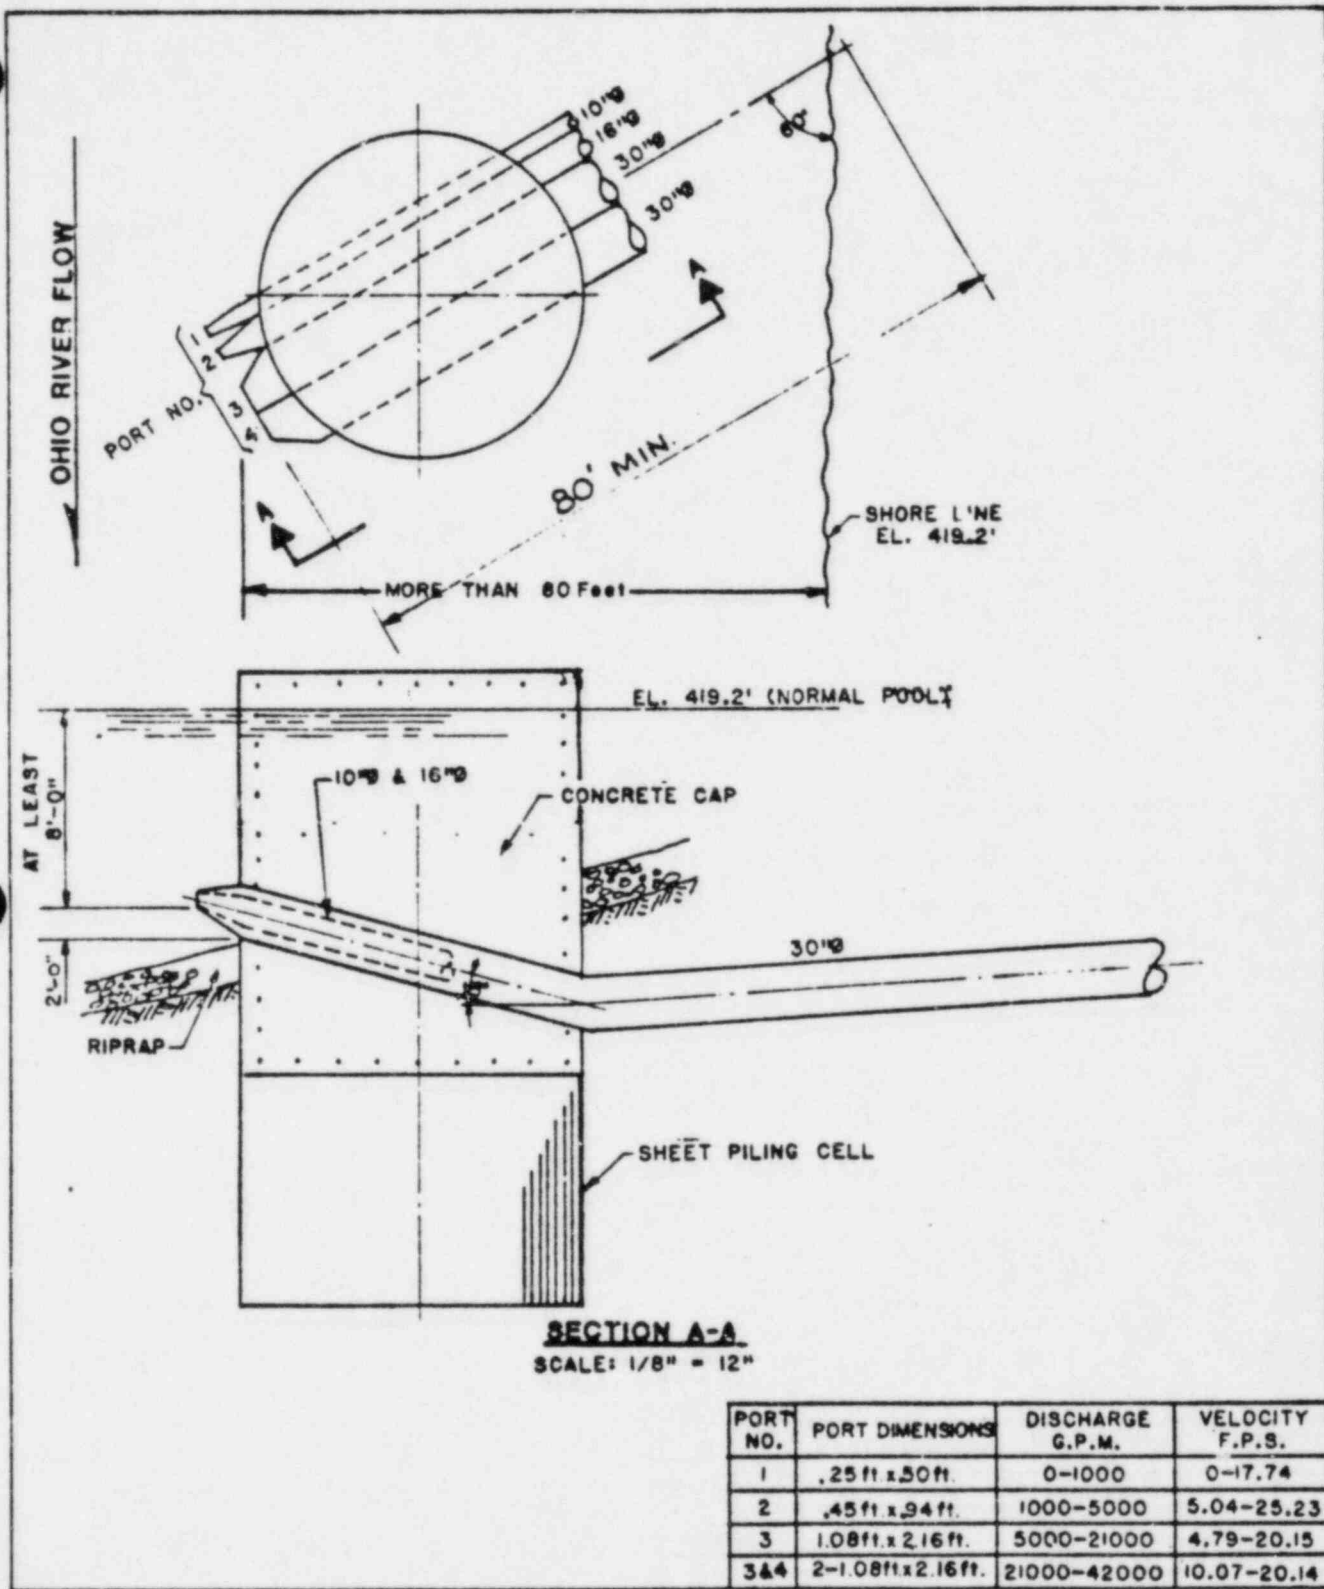 10"Ø
16"Ø
30"Ø
30"Ø
60°
OHIO RIVER FLOW
PORT NO.
1
2
3
4
A
A
80' MIN.
SHORE L'NE
EL. 419.2'
MORE THAN 80 Feet
EL. 419.2' (NORMAL POOL)
AT LEAST
8'-0"
10"Ø & 16"Ø
CONCRETE CAP
30"Ø
2'-0"
RIPRAP
SHEET PILING CELL
SECTION A-A
SCALE: 1/8" = 12"
PORT NO. PORT DIMENSIONS DISCHARGE G.P.M. VELOCITY F.P.S.
1 .25 ft. x .50 ft. 0-1000 0-17.74
2 .45 ft. x .94 ft. 1000-5000 5.04-25.23
3 1.08 ft. x 2.16 ft. 5000-21000 4.79-20.15
3&4 2-1.08 ft. x 2.16 ft. 21000-42000 10.07-20.14